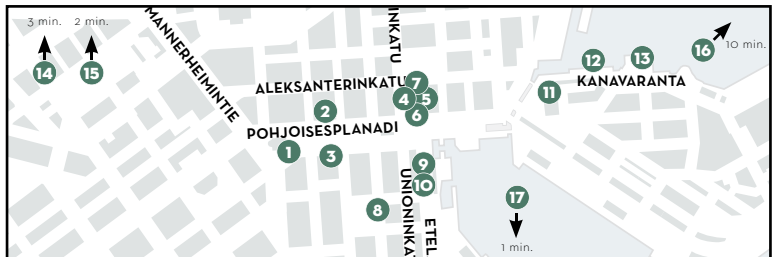 3 min.
2 min.
14
15
MANNERHEIMINTIE
INKATU
ALEKSANTERINKATU
7
4
5
2
6
POHJOISESPLANADI
1
3
9
10
8
UNIONINKA
ETEL
11
12
13
16
10 min.
KANAVARANTA
17
1 min.